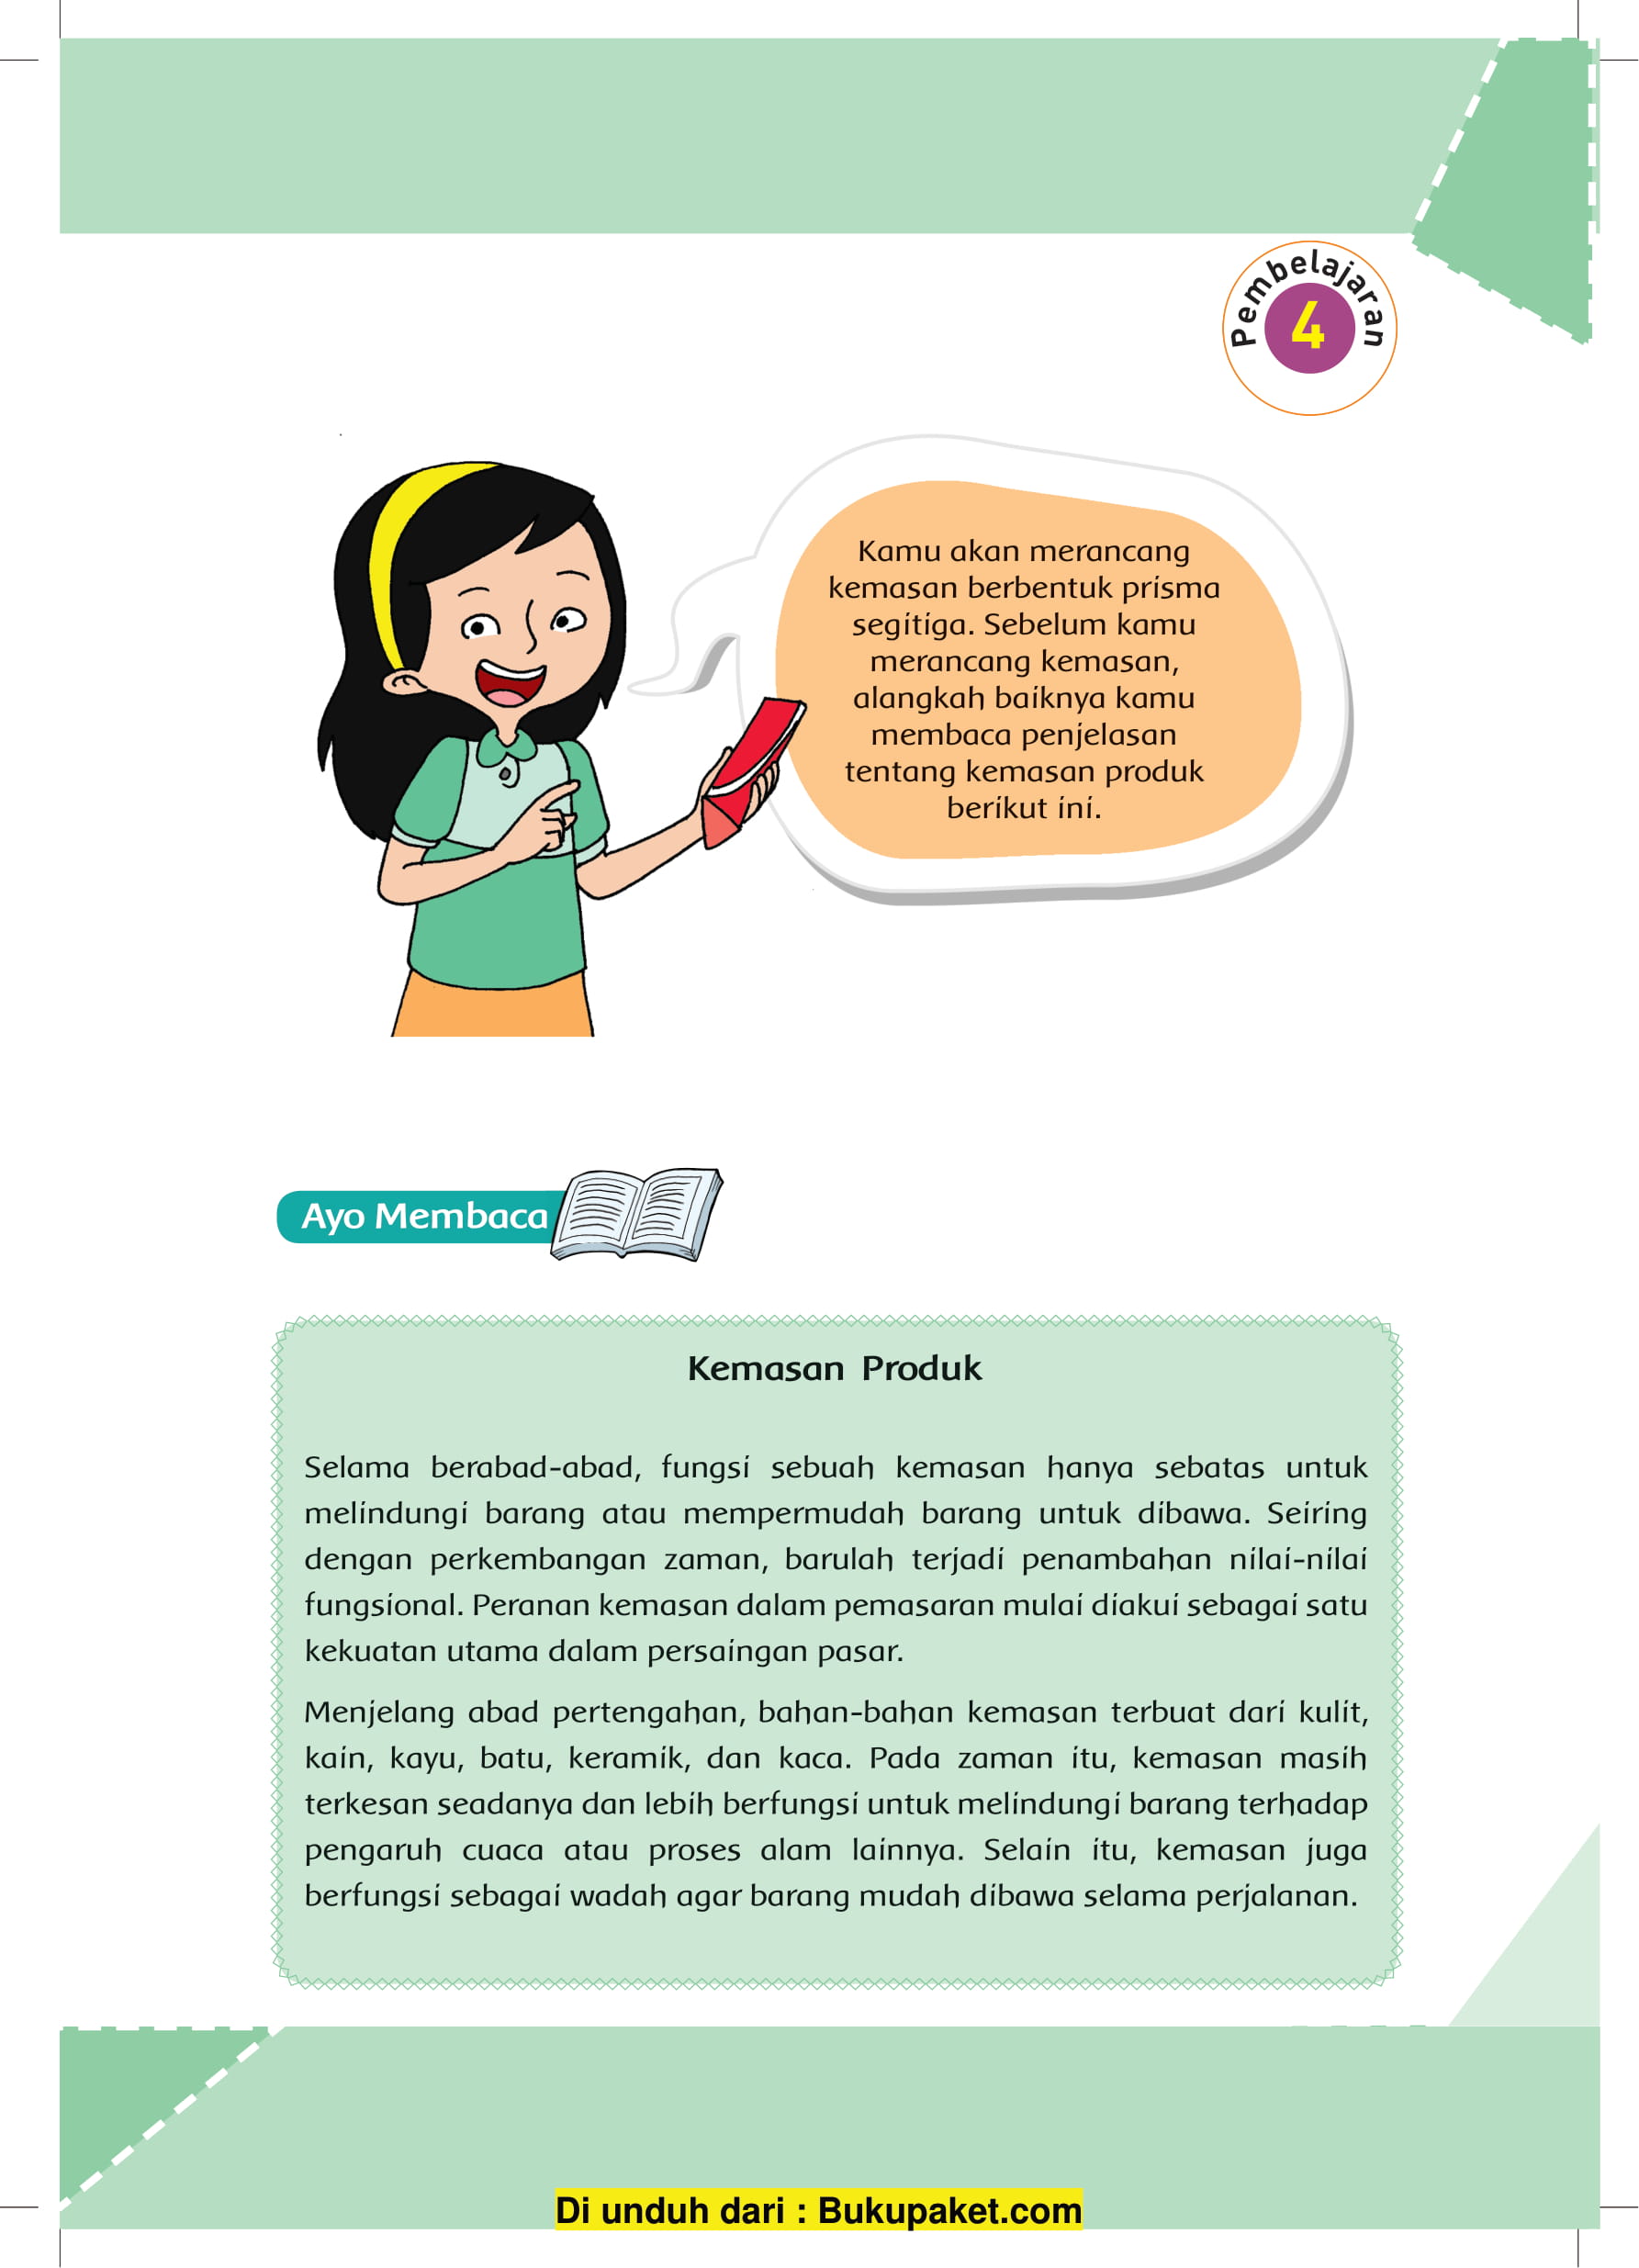 Pembelajaran
4
Kamu akan merancang
kemasan berbentuk prisma
segitiga. Sebelum kamu
merancang kemasan,
alangkah baiknya kamu
membaca penjelasan
tentang kemasan produk
berikut ini.
Ayo Membaca
Kemasan Produk
Selama berabad-abad, fungsi sebuah kemasan hanya sebatas untuk
melindungi barang atau mempermudah barang untuk dibawa. Seiring
dengan perkembangan zaman, barulah terjadi penambahan nilai-nilai
fungsional. Peranan kemasan dalam pemasaran mulai diakui sebagai satu
kekuatan utama dalam persaingan pasar.
Menjelang abad pertengahan, bahan-bahan kemasan terbuat dari kulit,
kain, kayu, batu, keramik, dan kaca. Pada zaman itu, kemasan masih
terkesan seadanya dan lebih berfungsi untuk melindungi barang terhadap
pengaruh cuaca atau proses alam lainnya. Selain itu, kemasan juga
berfungsi sebagai wadah agar barang mudah dibawa selama perjalanan.
Di unduh dari : Bukupaket.com